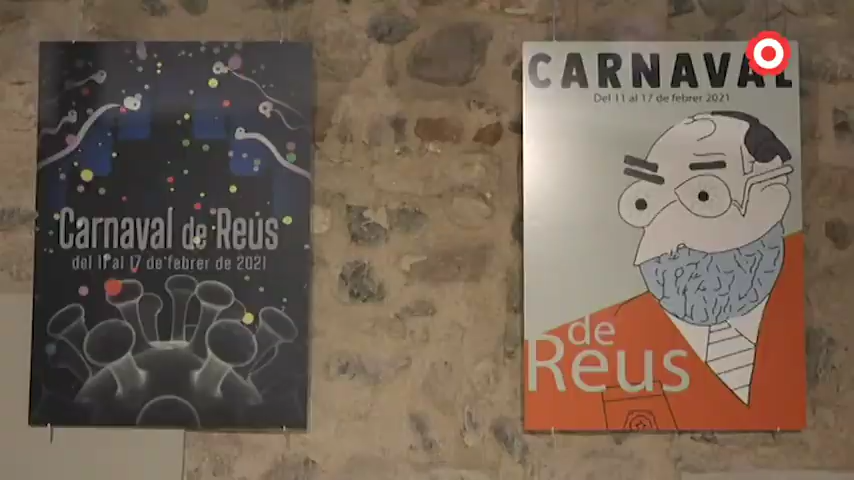 Carnaval de Reus
del 11 al 17 de febrer de 2021
CARNAVAL
Del 11 al 17 de febrer 2021
de
Reus